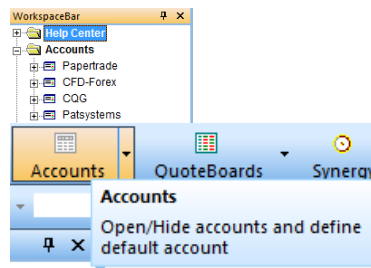 WorkspaceBar
Help Center
Accounts
Papertrade
CFD-Forex
CQG
Patsystems
Accounts QuoteBoards Synergy
Accounts
Open/Hide accounts and define
default account